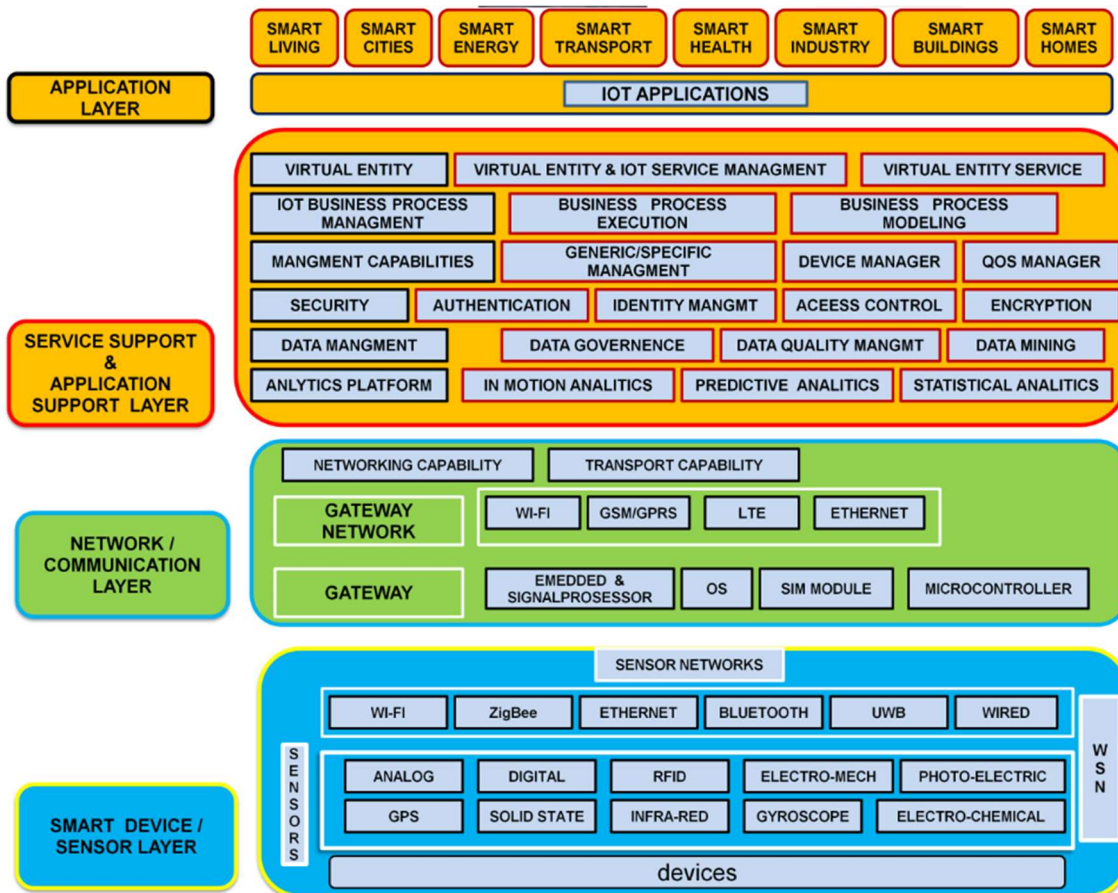 SMART LIVING
SMART CITIES
SMART ENERGY
SMART TRANSPORT
SMART HEALTH
SMART INDUSTRY
SMART BUILDINGS
SMART HOMES
APPLICATION
LAYER
IOT APPLICATIONS
VIRTUAL ENTITY
VIRTUAL ENTITY & IOT SERVICE MANAGMENT
VIRTUAL ENTITY SERVICE
IOT BUSINESS PROCESS
MANAGMENT
BUSINESS PROCESS
EXECUTION
BUSINESS PROCESS
MODELING
MANGMENT CAPABILITIES
GENERIC/SPECIFIC
MANAGMENT
DEVICE MANAGER
QOS MANAGER
SECURITY
AUTHENTICATION
IDENTITY MANGMT
ACEESS CONTROL
ENCRYPTION
SERVICE SUPPORT
&
APPLICATION
SUPPORT LAYER
DATA MANGMENT
DATA GOVERNENCE
DATA QUALITY MANGMT
DATA MINING
ANLYTICS PLATFORM
IN MOTION ANALITICS
PREDICTIVE ANALITICS
STATISTICAL ANALITICS
NETWORKING CAPABILITY
TRANSPORT CAPABILITY
NETWORK /
COMMUNICATION
LAYER
GATEWAY
NETWORK
WI-FI
GSM/GPRS
LTE
ETHERNET
GATEWAY
EMEDDED &
SIGNALPROSESSOR
OS
SIM MODULE
MICROCONTROLLER
SENSOR NETWORKS
WI-FI
ZigBee
ETHERNET
BLUETOOTH
UWB
WIRED
SENSORS
WSN
ANALOG
DIGITAL
RFID
ELECTRO-MECH
PHOTO-ELECTRIC
GPS
SOLID STATE
INFRA-RED
GYROSCOPE
ELECTRO-CHEMICAL
SMART DEVICE /
SENSOR LAYER
devices